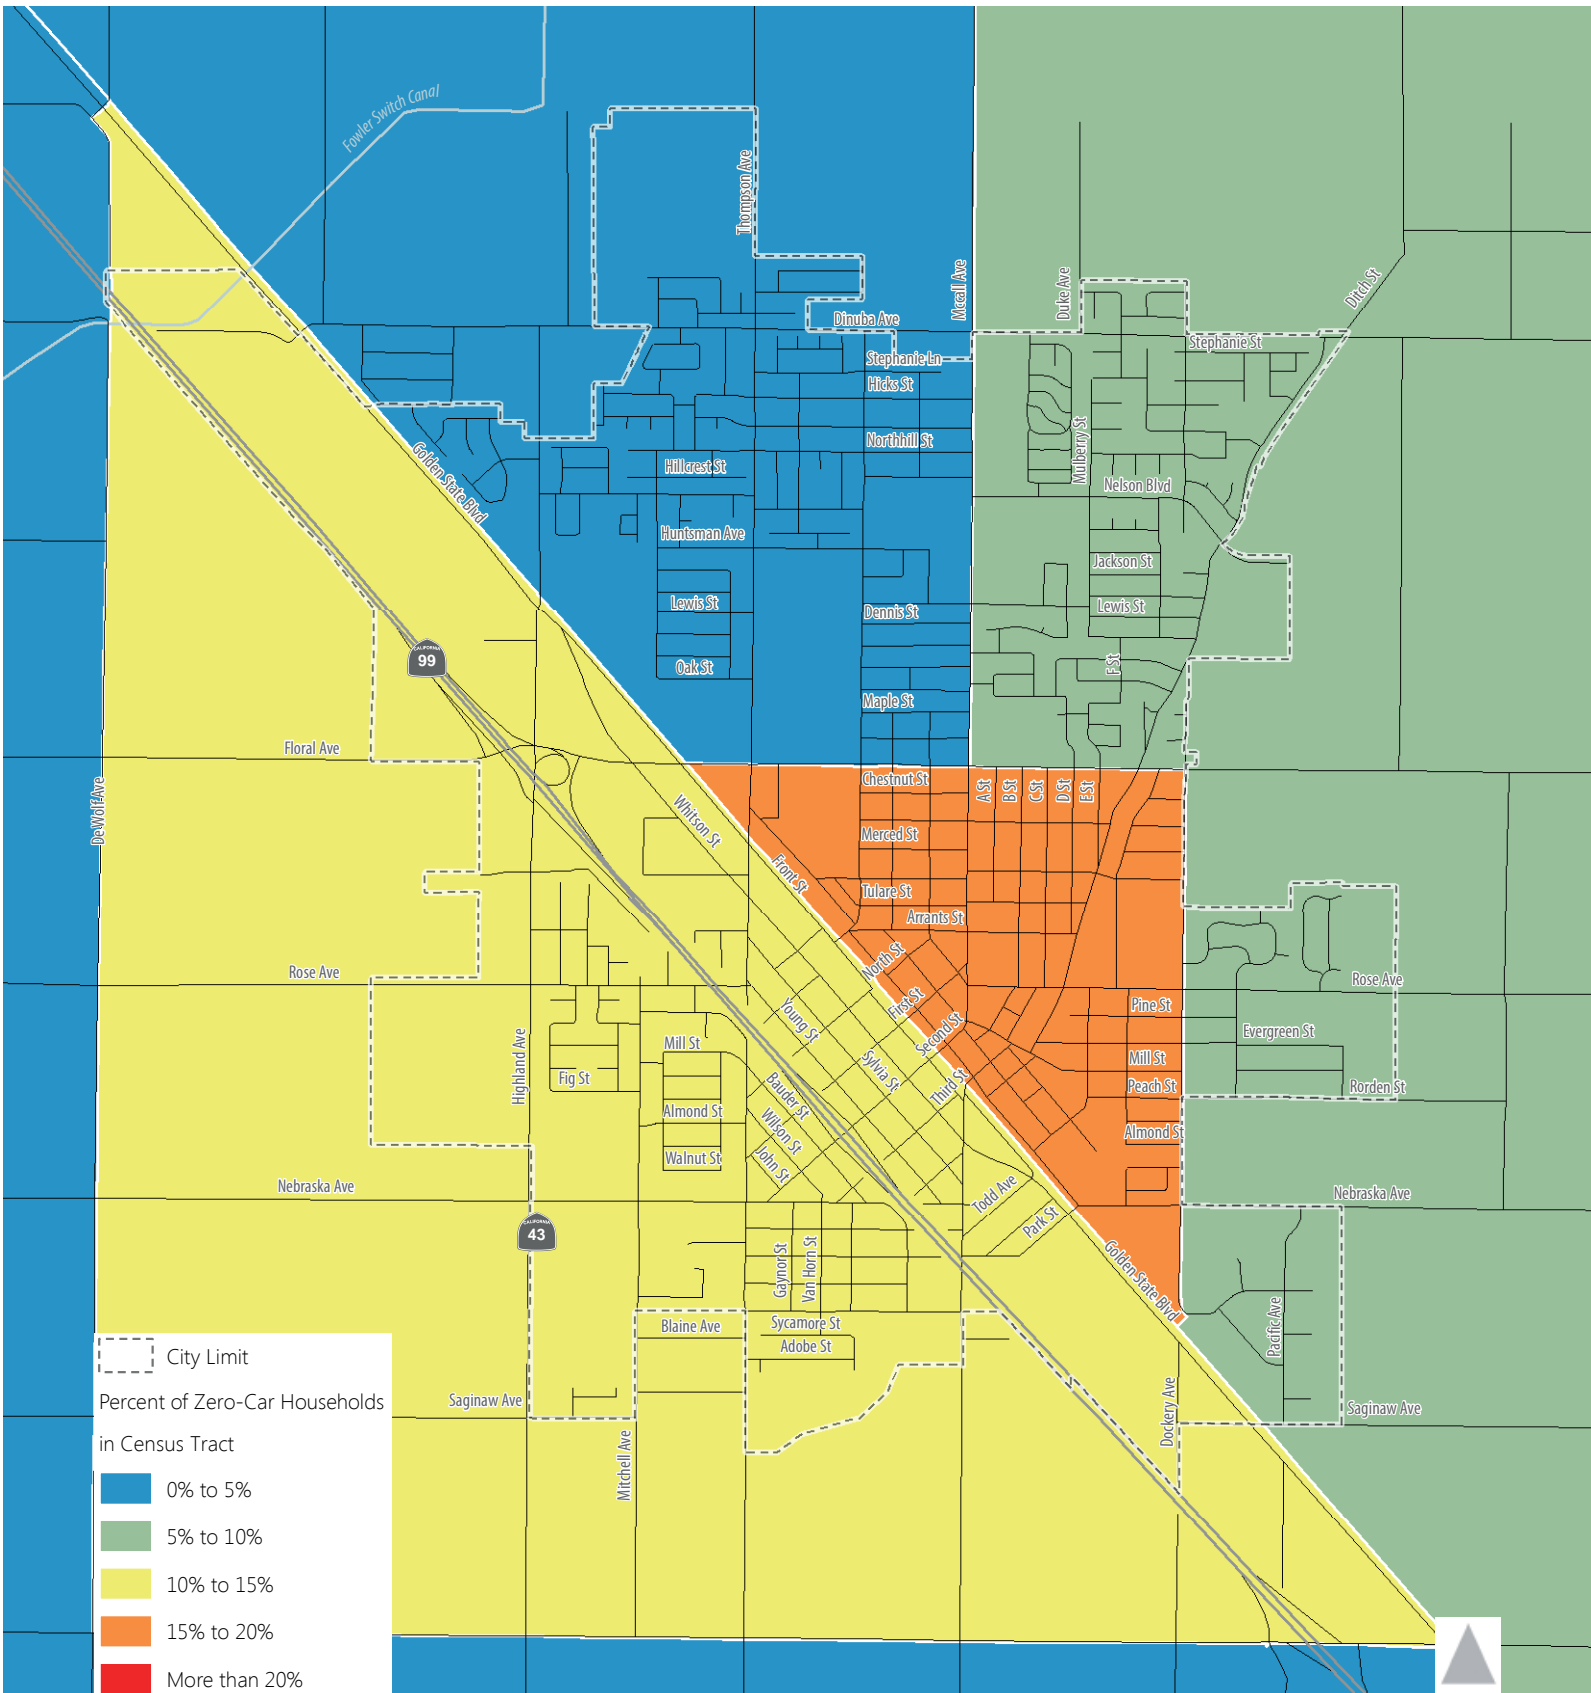 Fowler Switch Canal
Thompson Ave
Mccall Ave
Duke Ave
Ditch St
Dinuba Ave
Stephanie St
Stephanie Ln
Hicks St
Northhill St
Mulberry St
Hillcrest St
Golden State Blvd
Nelson Blvd
Huntsman Ave
Jackson St
Lewis St
Lewis St
Dennis St
CALIFORNIA
99
Oak St
F St
Maple St
Floral Ave
De Wolf Ave
Chestnut St
A St
B St
C St
D St
E St
Whitson St
Merced St
Front St
Tulare St
Arrants St
North St
Rose Ave
Rose Ave
First St
Pine St
Young St
Second St
Evergreen St
Highland Ave
Mill St
Sylvia St
Mill St
Fig St
Bauder St
Third St
Peach St
Rorden St
Almond St
Wilson St
Almond St
Walnut St
John St
Nebraska Ave
Todd Ave
Nebraska Ave
Park St
CALIFORNIA
43
Gaynor St
Van Horn St
Golden State Blvd
Blaine Ave
Sycamore St
Adobe St
Pacific Ave
Saginaw Ave
Dockery Ave
Saginaw Ave
Mitchell Ave
City Limit
Percent of Zero-Car Households
in Census Tract
0% to 5%
5% to 10%
10% to 15%
15% to 20%
More than 20%